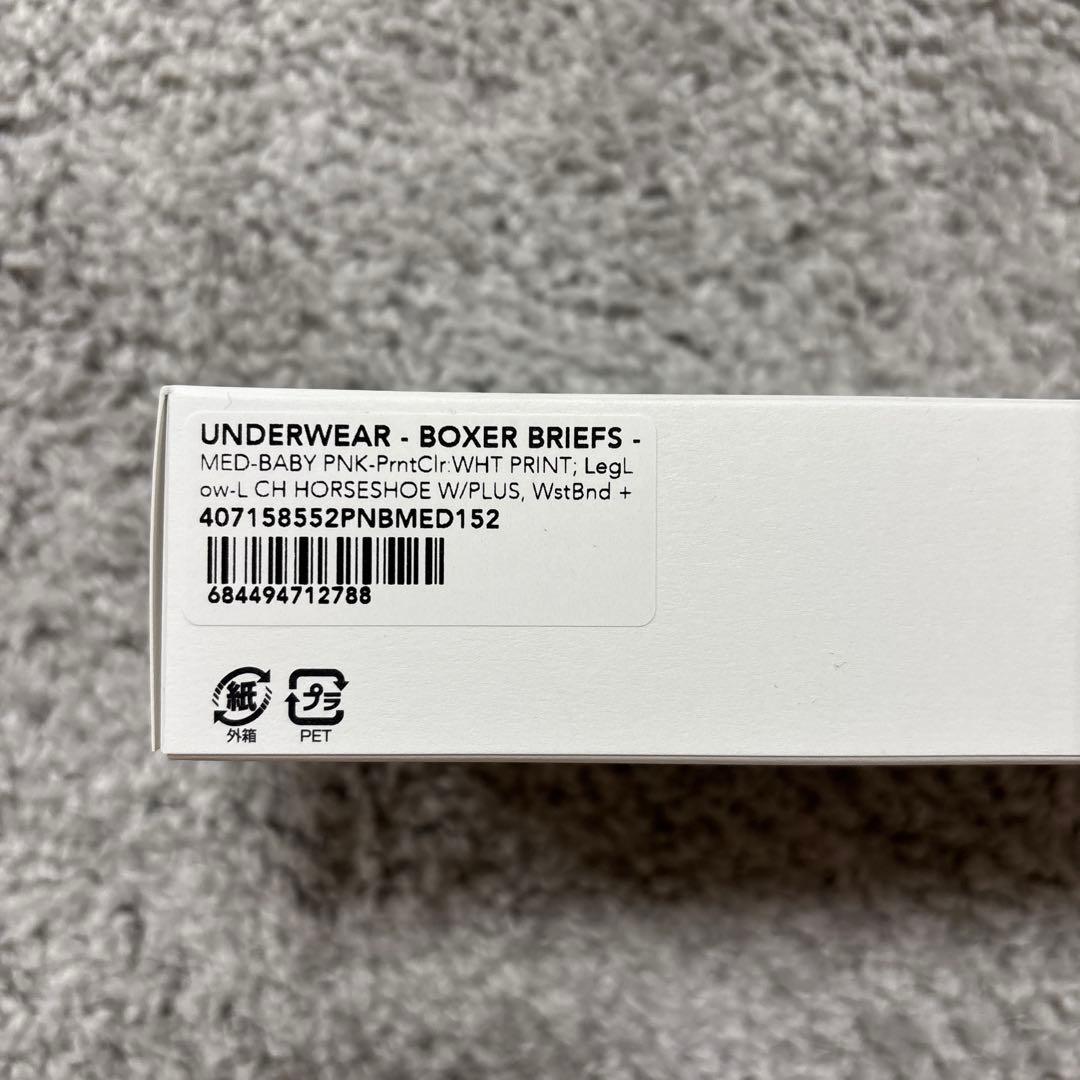 UNDERWEAR - BOXER BRIEFS -
MED-BABY PNK-PrntClr:WHT PRINT; LegL
ow-L CH HORSESHOE W/PLUS, WstBnd +
407158552PNBMED152
684494712788
紙 プラ
外箱 PET